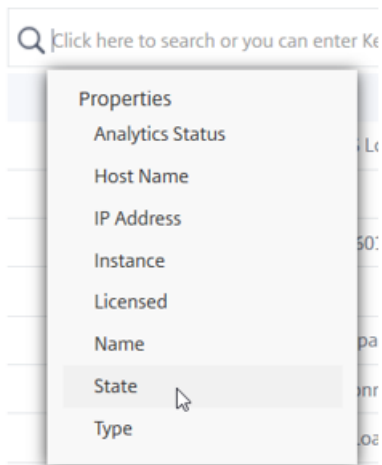 Click here to search or you can enter Ke
Properties
Analytics Status
Host Name
IP Address
Instance
Licensed
Name
State
Type